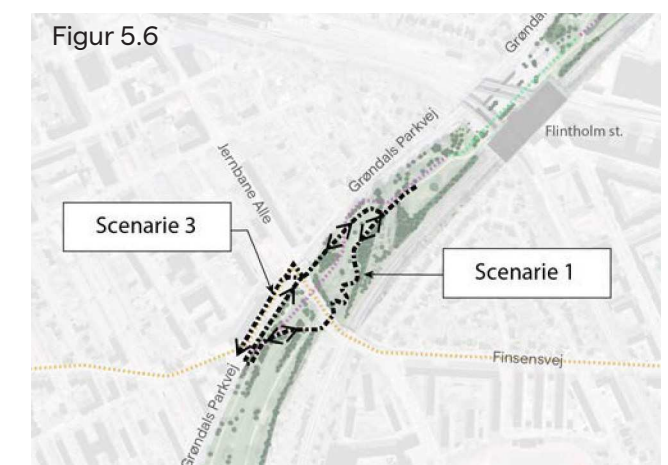 Figur 5.6
Grøndals
Flintholm st.
Grøndals Parkvej
Jernbane Alle
Scenarie 3
Scenarie 1
Finsensvej
Grøndals Parkvej